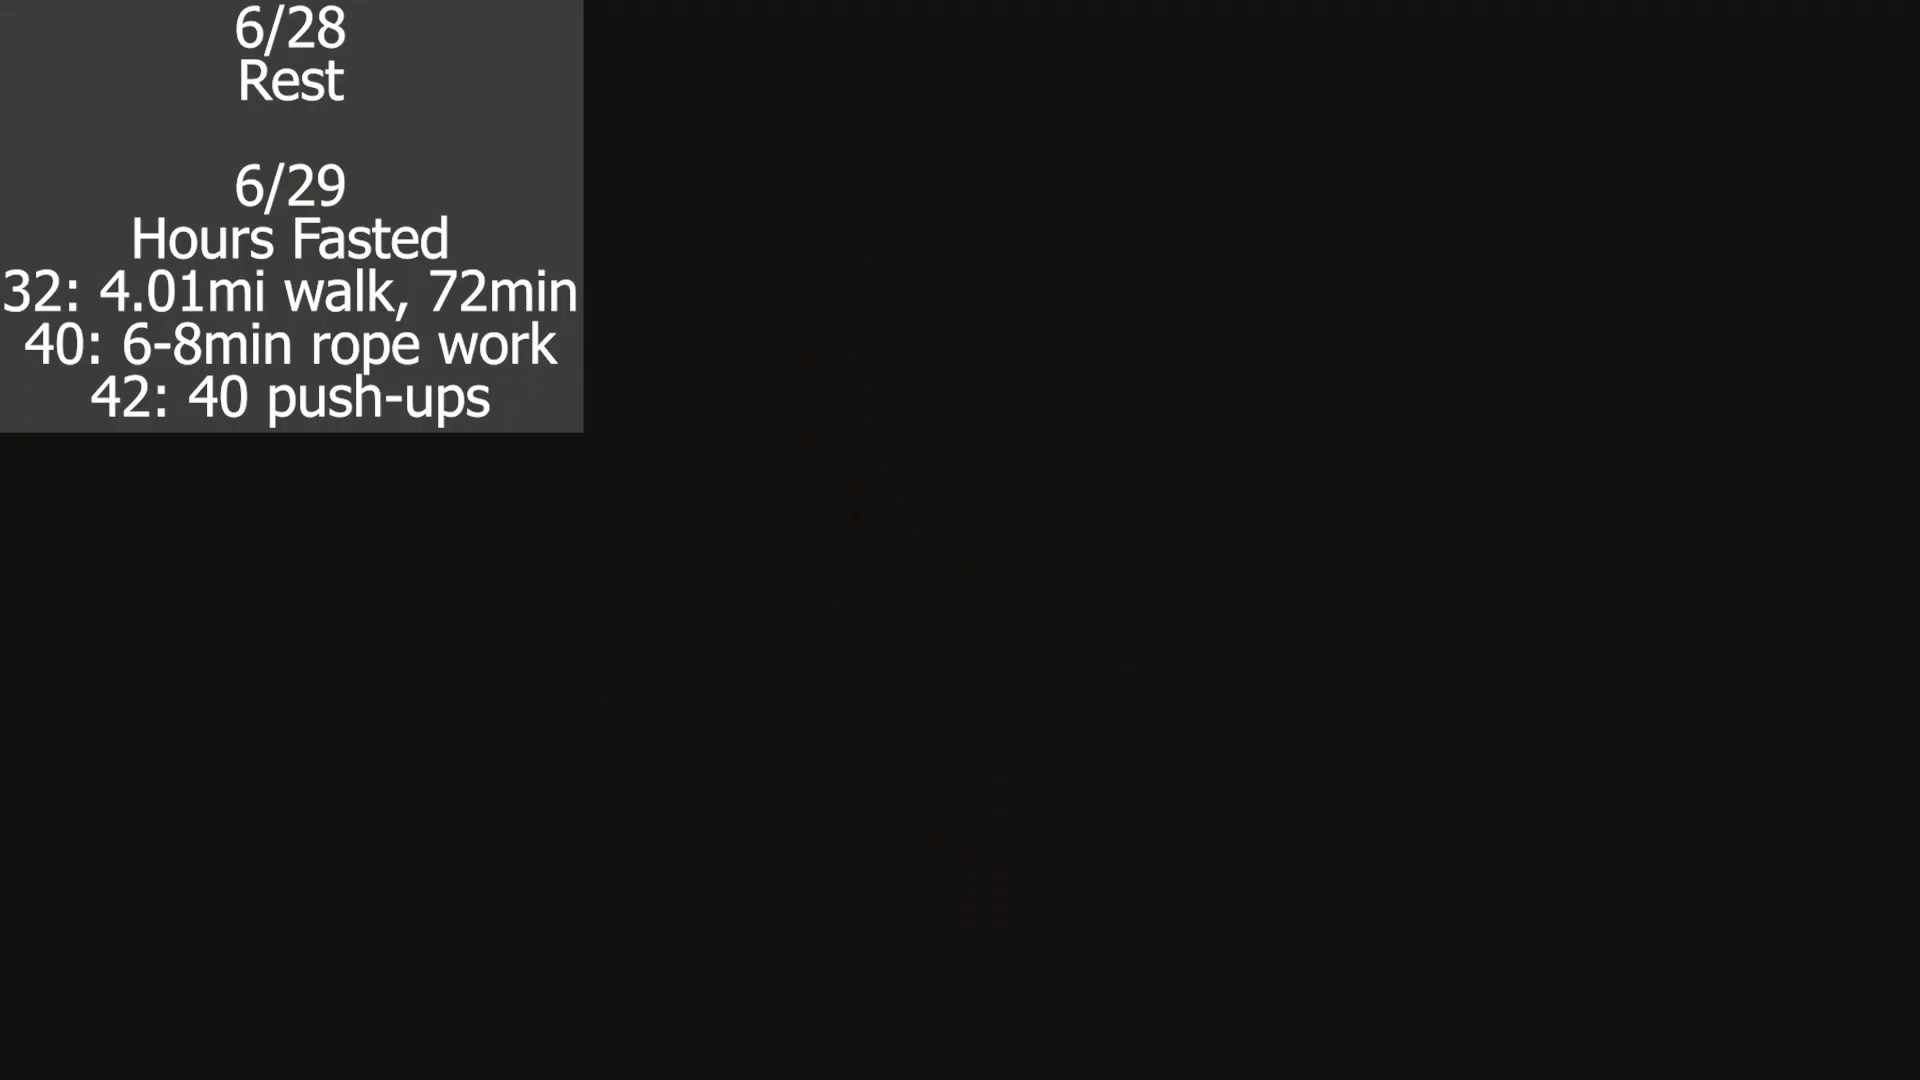 6/28
Rest
6/29
Hours Fasted
32: 4.01mi walk, 72min
40: 6-8min rope work
42: 40 push-ups